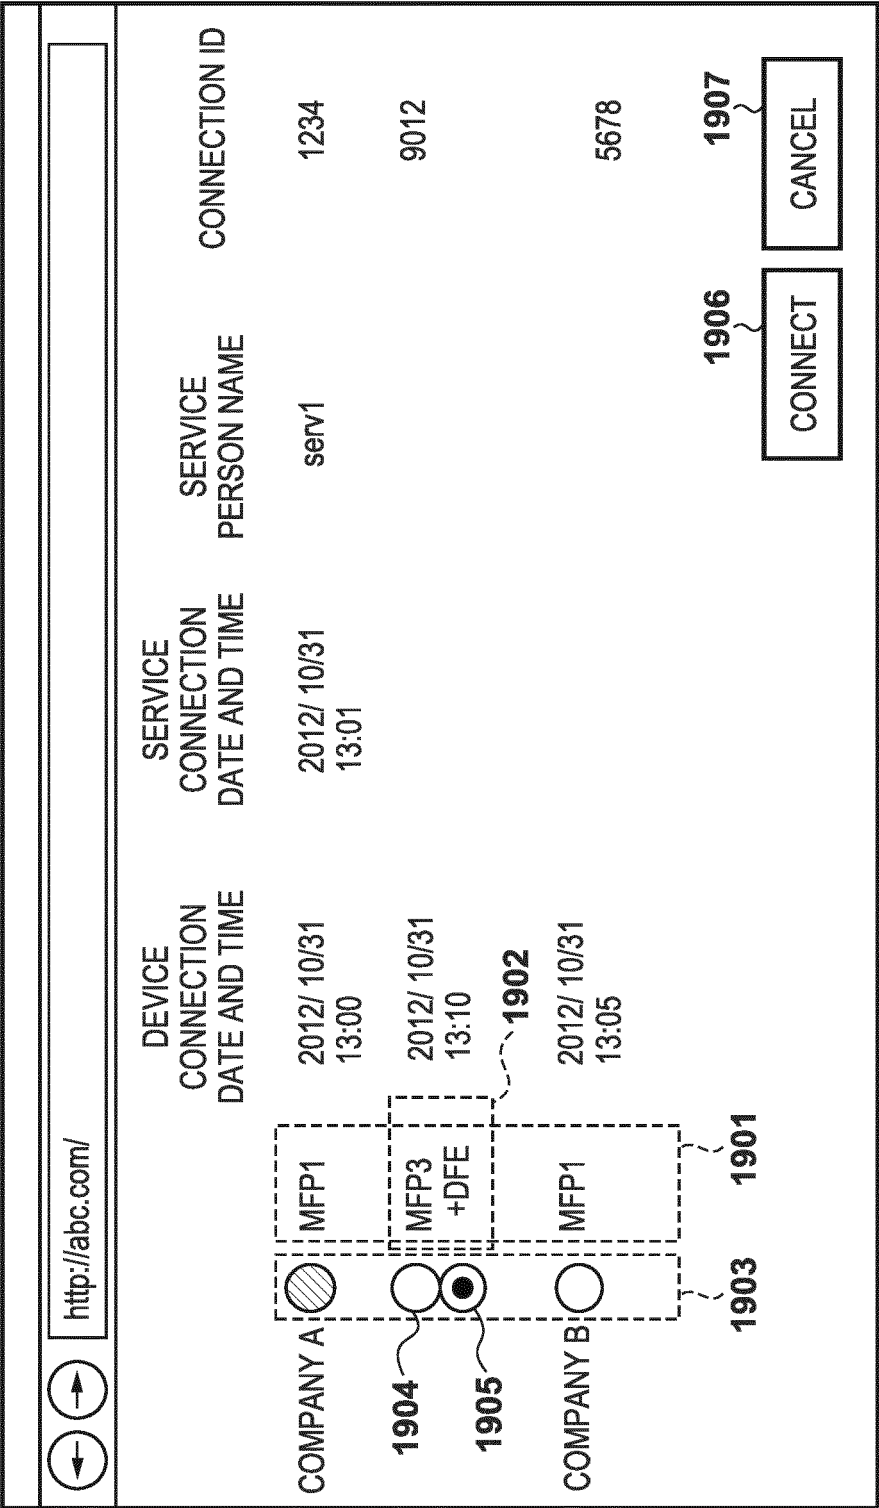 http://abc.com/
DEVICE
CONNECTION
DATE AND TIME
SERVICE
CONNECTION
DATE AND TIME
SERVICE
PERSON NAME
CONNECTION ID
COMPANY A
MFP1
2012/ 10/31
13:00
2012/ 10/31
13:01
serv1
1234
1904
MFP3
+DFE
2012/ 10/31
13:10
9012
1905
1902
COMPANY B
MFP1
2012/ 10/31
13:05
5678
1903
1901
1906
1907
CONNECT
CANCEL